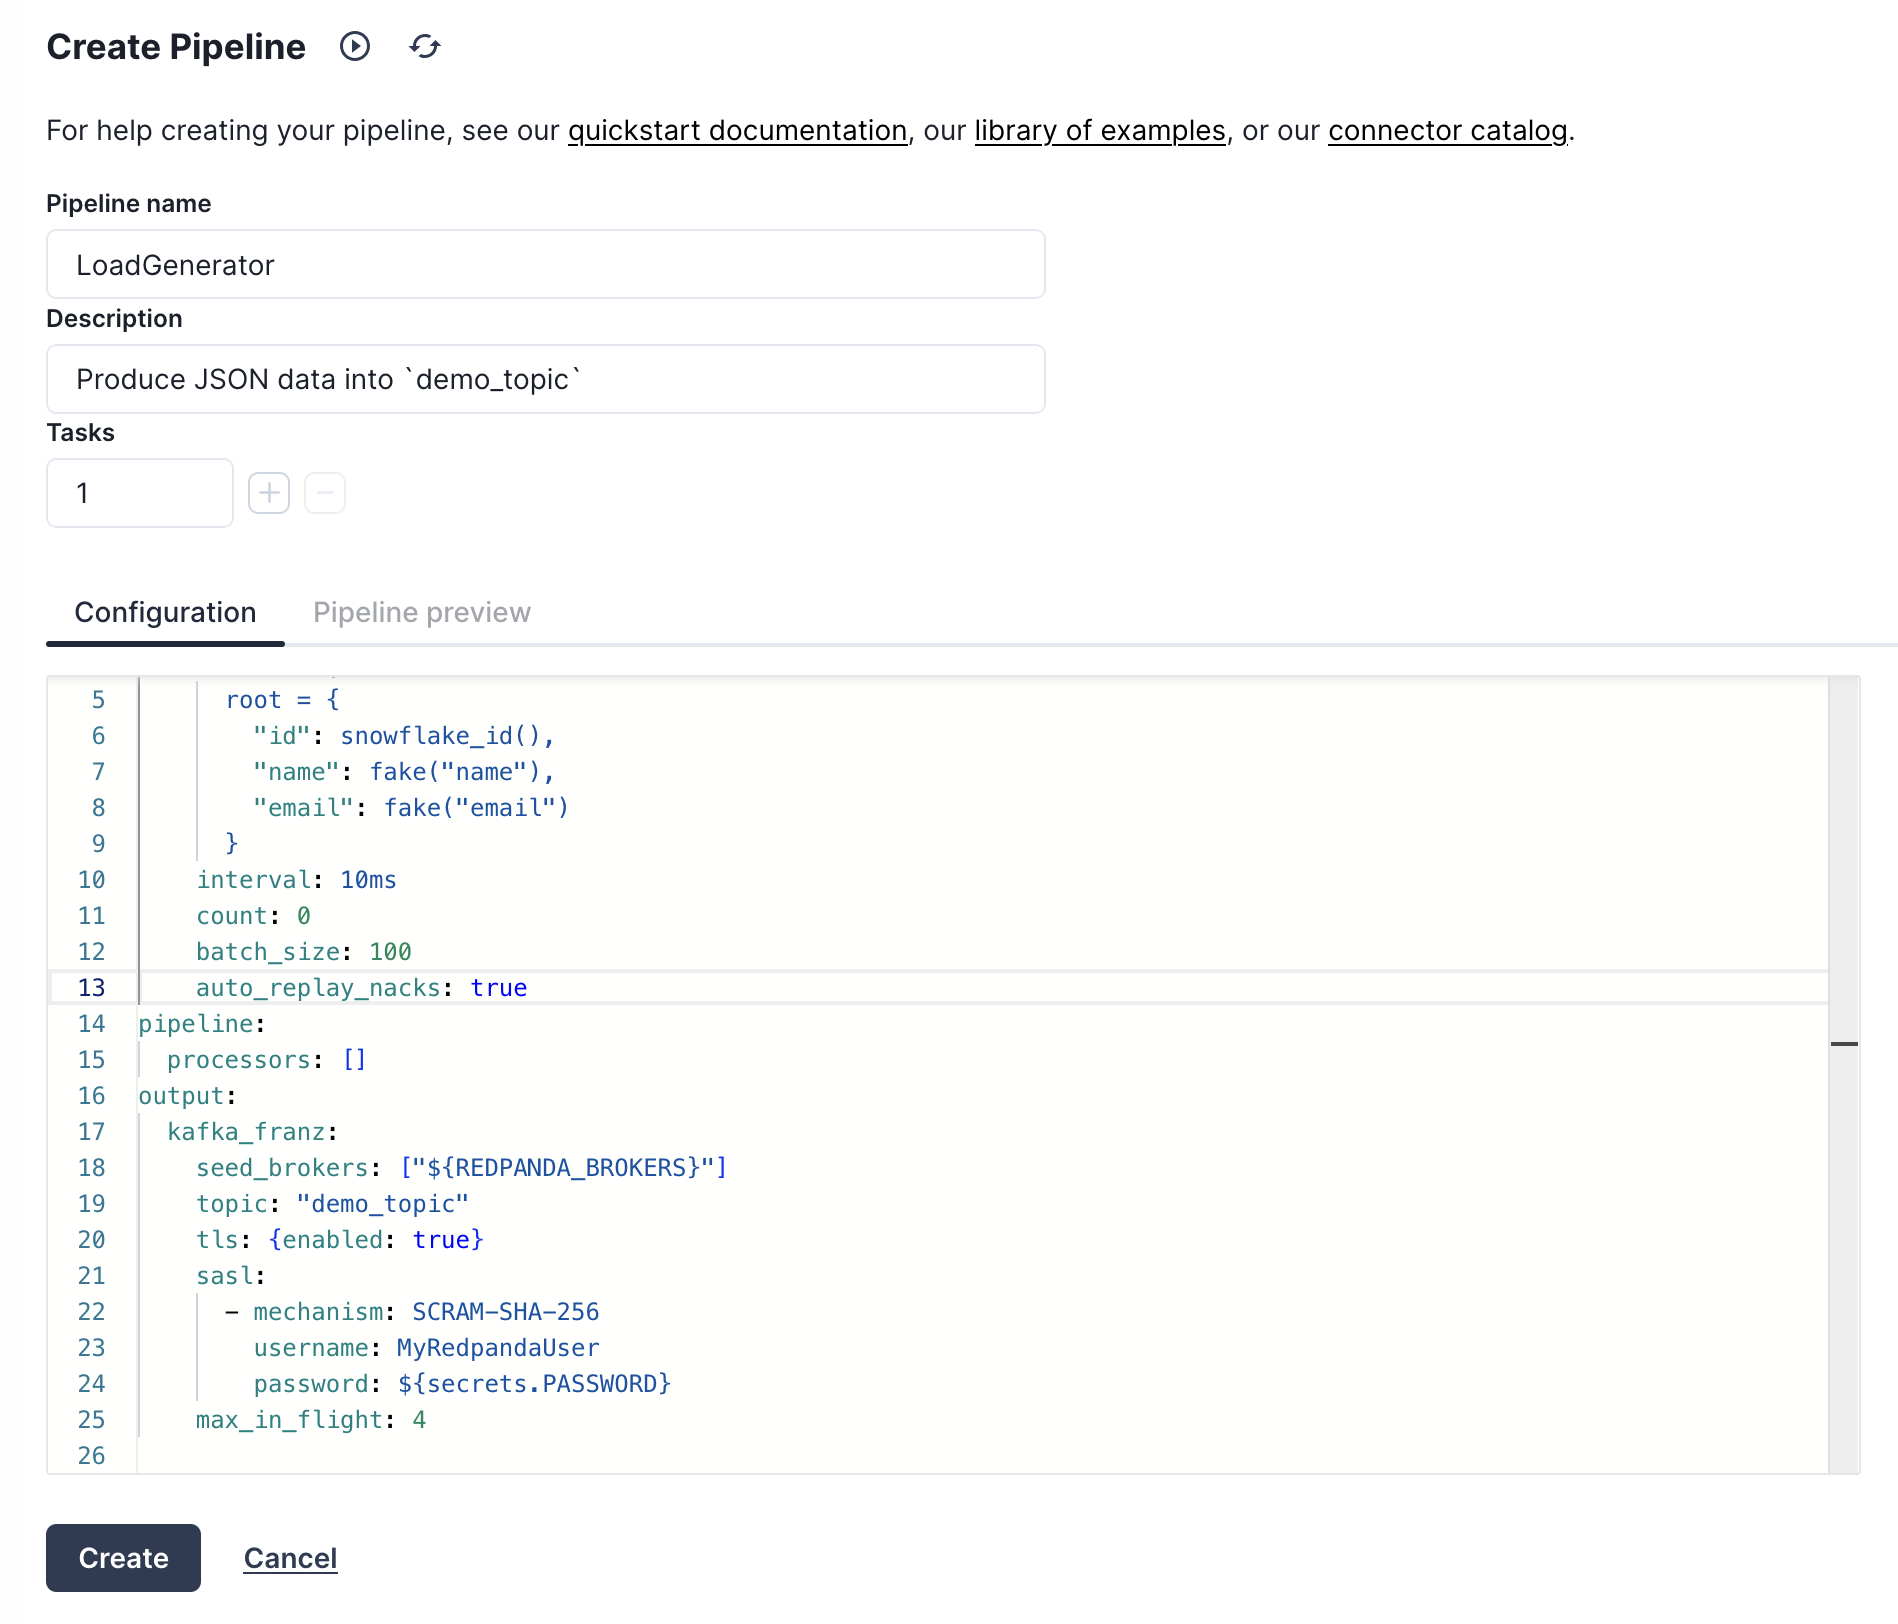 Create Pipeline
For help creating your pipeline, see our quickstart documentation, our library of examples, or our connector catalog.
Pipeline name
LoadGenerator
Description
Produce JSON data into `demo_topic`
Tasks
1
Configuration Pipeline preview
5 root = {
6 "id": snowflake_id(),
7 "name": fake("name"),
8 "email": fake("email")
9 }
10 interval: 10ms
11 count: 0
12 batch_size: 100
13 auto_replay_nacks: true
14 pipeline:
15 processors: []
16 output:
17 kafka_franz:
18 seed_brokers: ["${REDPANDA_BROKERS}"]
19 topic: "demo_topic"
20 tls: {enabled: true}
21 sasl:
22 - mechanism: SCRAM-SHA-256
23 username: MyRedpandaUser
24 password: ${secrets.PASSWORD}
25 max_in_flight: 4
26
Create Cancel